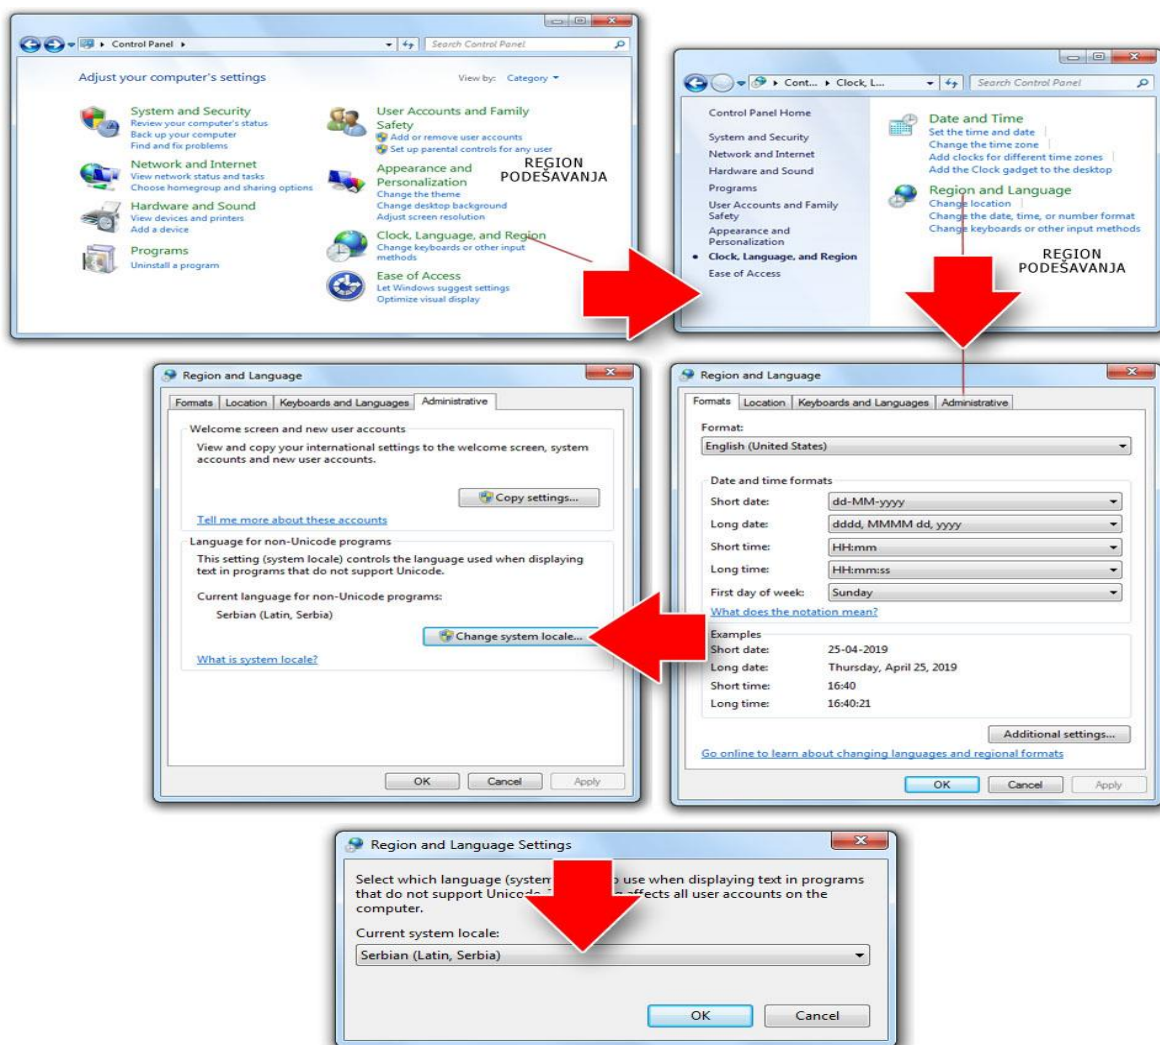 Control Panel
Search Control Panel
Adjust your computer's settings
View by: Category
System and Security
Review your computer's status
Back up your computer
Find and fix problems
Network and Internet
View network status and tasks
Choose homegroup and sharing options
Hardware and Sound
View devices and printers
Add a device
Programs
Uninstall a program
User Accounts and Family
Safety
Add or remove user accounts
Set up parental controls for any user
Appearance and
Personalization
Change the theme
Change desktop background
Adjust screen resolution
REGION
PODEŠAVANJA
Clock, Language, and Region
Change keyboards or other input
methods
Ease of Access
Let Windows suggest settings
Optimize visual display
Cont... Clock, L...
Search Control Panel
Control Panel Home
System and Security
Network and Internet
Hardware and Sound
Programs
User Accounts and Family
Safety
Appearance and
Personalization
Clock, Language, and Region
Ease of Access
Date and Time
Set the time and date
Change the time zone
Add clocks for different time zones
Add the Clock gadget to the desktop
Region and Language
Change location
Change the date, time, or number format
Change keyboards or other input methods
REGION
PODEŠAVANJA
Region and Language
Formats Location Keyboards and Languages Administrative
Welcome screen and new user accounts
View and copy your international settings to the welcome screen, system
accounts and new user accounts.
Copy settings...
Tell me more about these accounts
Language for non-Unicode programs
This setting (system locale) controls the language used when displaying
text in programs that do not support Unicode.
Current language for non-Unicode programs:
Serbian (Latin, Serbia)
Change system locale...
What is system locale?
OK Cancel Apply
Region and Language
Formats Location Keyboards and Languages Administrative
Format:
English (United States)
Date and time formats
Short date: dd-MM-yyyy
Long date: dddd, MMMM dd, yyyy
Short time: HH:mm
Long time: HH:mm:ss
First day of week: Sunday
What does the notation mean?
Examples
Short date: 25-04-2019
Long date: Thursday, April 25, 2019
Short time: 16:40
Long time: 16:40:21
Additional settings...
Go online to learn about changing languages and regional formats
OK Cancel Apply
Region and Language Settings
Select which language (system use when displaying text in programs
that do not support affects all user accounts on the
computer.
Current system locale:
Serbian (Latin, Serbia)
OK Cancel